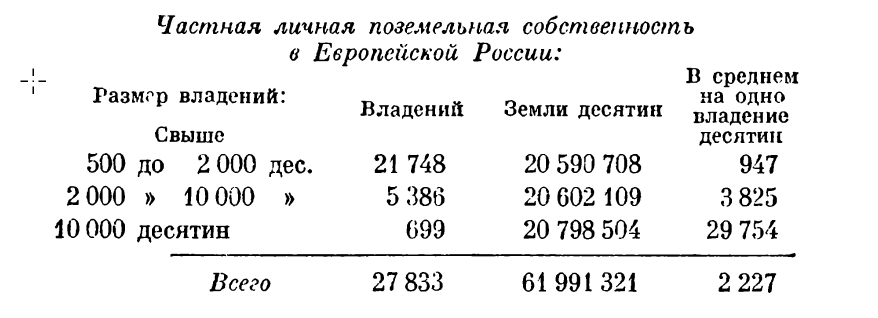 Частная личная поземельная собственность
в Европейской России:
Размер владений: Владений Земли десятин В среднем на одно владение десятин
Свыше
500 до 2 000 дес. 21 748 20 590 708 947
2 000 » 10 000 » 5 386 20 602 109 3 825
10 000 десятин 699 20 798 504 29 754
Всего 27 833 61 991 321 2 227